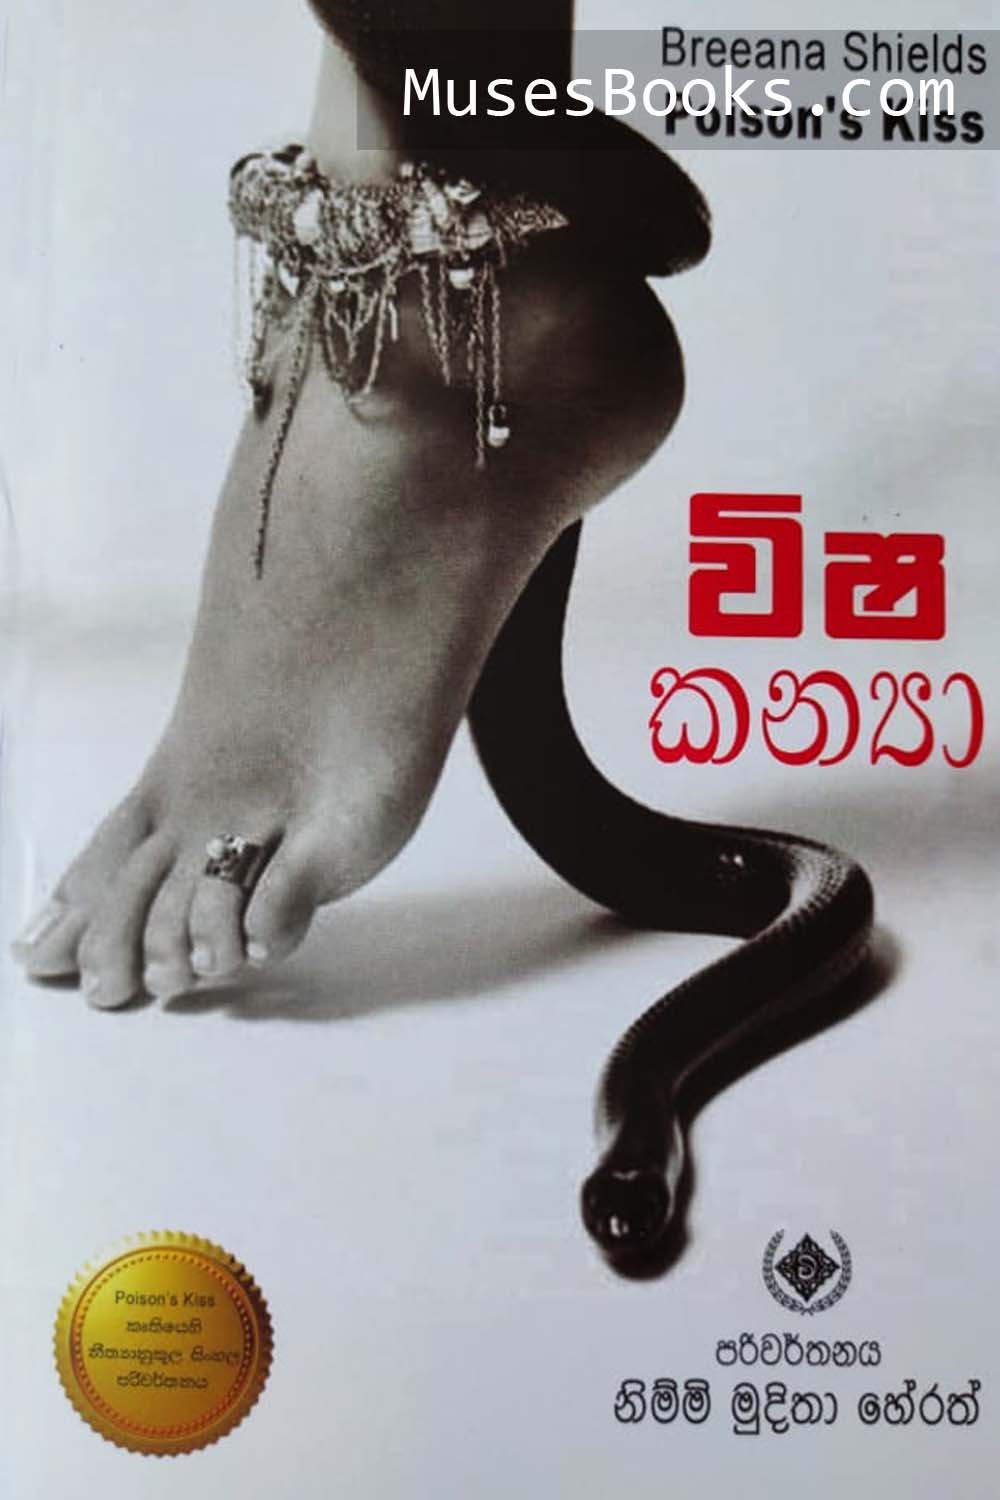 Breeana Shields
MusesBooks.com
Poison's Kiss
විෂ
කන්‍යා
Poison's Kiss
කෘතියෙහි
නීත්‍යානුකූල සිංහල
පරිවර්තනය
ච
පරිවර්තනය
නිම්මි මුදිතා හේරත්